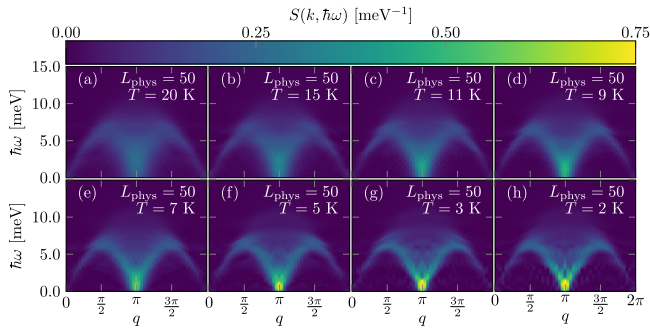 S(k, ħω) [meV⁻¹]
0.00 0.25 0.50 0.75
15.0 10.0 5.0 0.0
ħω [meV]
(a) L_phys = 50
T = 20 K
(b) L_phys = 50
T = 15 K
(c) L_phys = 50
T = 11 K
(d) L_phys = 50
T = 9 K
10.0 5.0 0.0
ħω [meV]
(e) L_phys = 50
T = 7 K
(f) L_phys = 50
T = 5 K
(g) L_phys = 50
T = 3 K
(h) L_phys = 50
T = 2 K
0 π/2 π 3π/2 0 π/2 π 3π/2 0 π/2 π 3π/2 0 π/2 π 3π/2 2π
q q q q